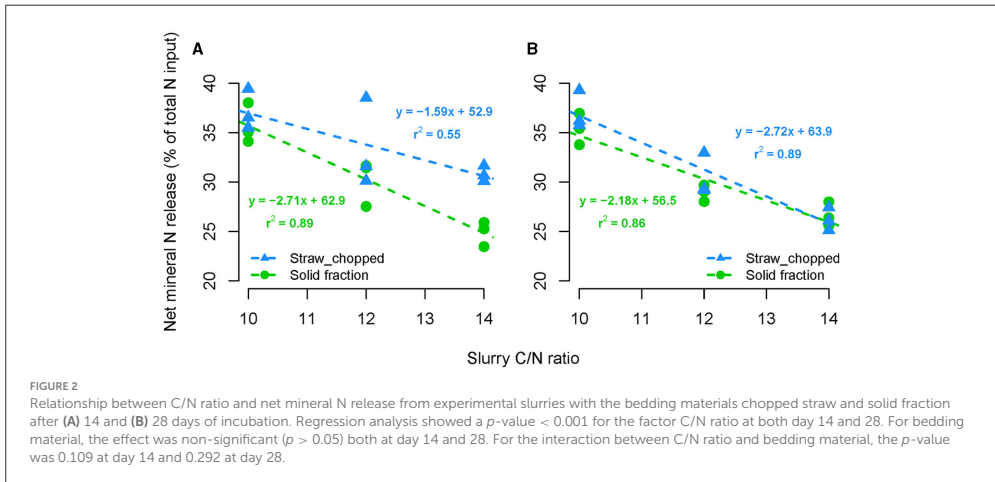 A
B
Net mineral N release (% of total N input)
40
35
30
25
20
y = −1.59x + 52.9
r² = 0.55
y = −2.71x + 62.9
r² = 0.89
Straw_chopped
Solid fraction
10 11 12 13 14
40
35
30
25
20
y = −2.72x + 63.9
r² = 0.89
y = −2.18x + 56.5
r² = 0.86
Straw_chopped
Solid fraction
10 11 12 13 14
Slurry C/N ratio
FIGURE 2
Relationship between C/N ratio and net mineral N release from experimental slurries with the bedding materials chopped straw and solid fraction
after (A) 14 and (B) 28 days of incubation. Regression analysis showed a p-value < 0.001 for the factor C/N ratio at both day 14 and 28. For bedding
material, the effect was non-significant (p > 0.05) both at day 14 and 28. For the interaction between C/N ratio and bedding material, the p-value
was 0.109 at day 14 and 0.292 at day 28.